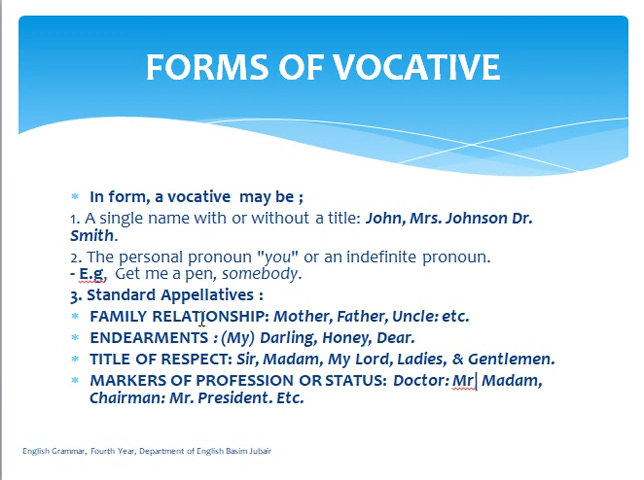 FORMS OF VOCATIVE
In form, a vocative may be ;
1. A single name with or without a title: John, Mrs. Johnson Dr.
Smith.
2. The personal pronoun "you" or an indefinite pronoun.
- E.g, Get me a pen, somebody.
3. Standard Appellatives :
FAMILY RELATIONSHIP: Mother, Father, Uncle: etc.
ENDEARMENTS : (My) Darling, Honey, Dear.
TITLE OF RESPECT: Sir, Madam, My Lord, Ladies, & Gentlemen.
MARKERS OF PROFESSION OR STATUS: Doctor: Mr Madam,
Chairman: Mr. President. Etc.
English Grammar, Fourth Year, Department of English Basim Jubair